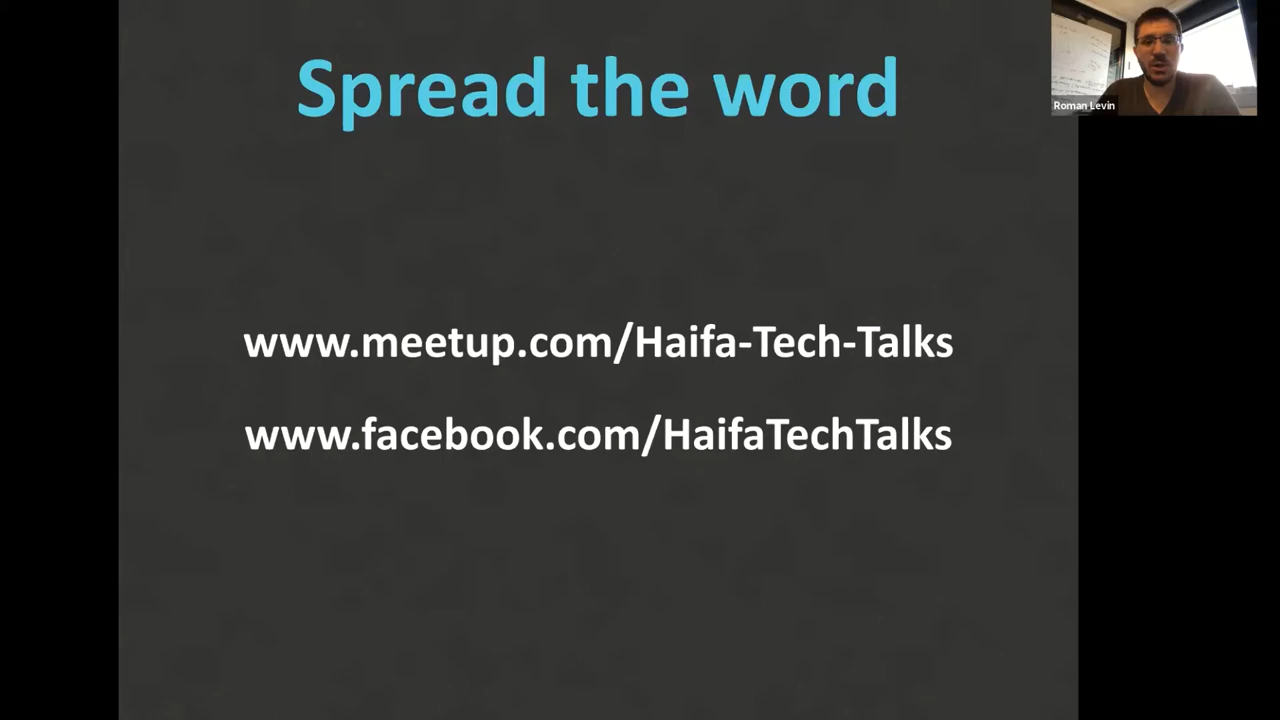 Spread the word
Roman Levin
www.meetup.com/Haifa-Tech-Talks
www.facebook.com/HaifaTechTalks